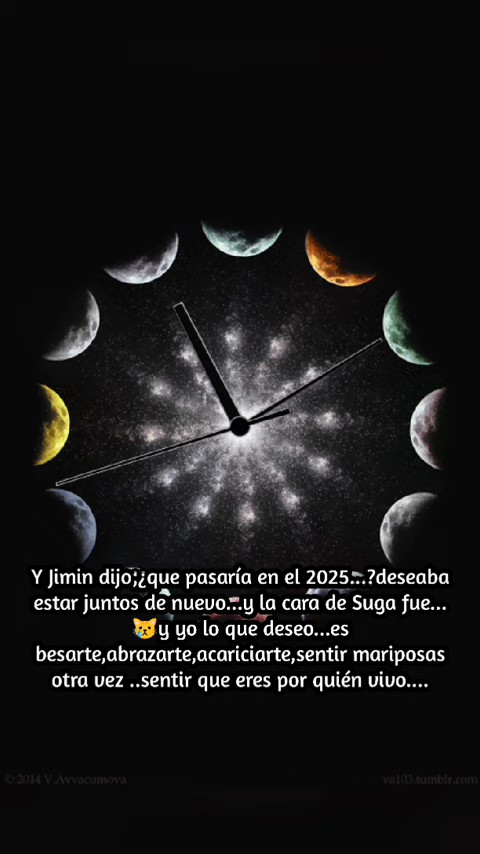 Y Jimin dijo;¿que pasaría en el 2025...?deseaba
estar juntos de nuevo...y la cara de Suga fue...
😿y yo lo que deseo...es
besarte,abrazarte,acariciarte,sentir mariposas
otra vez ..sentir que eres por quién vivo....
© 2014 V.Avvacumova
va103.tumblr.com